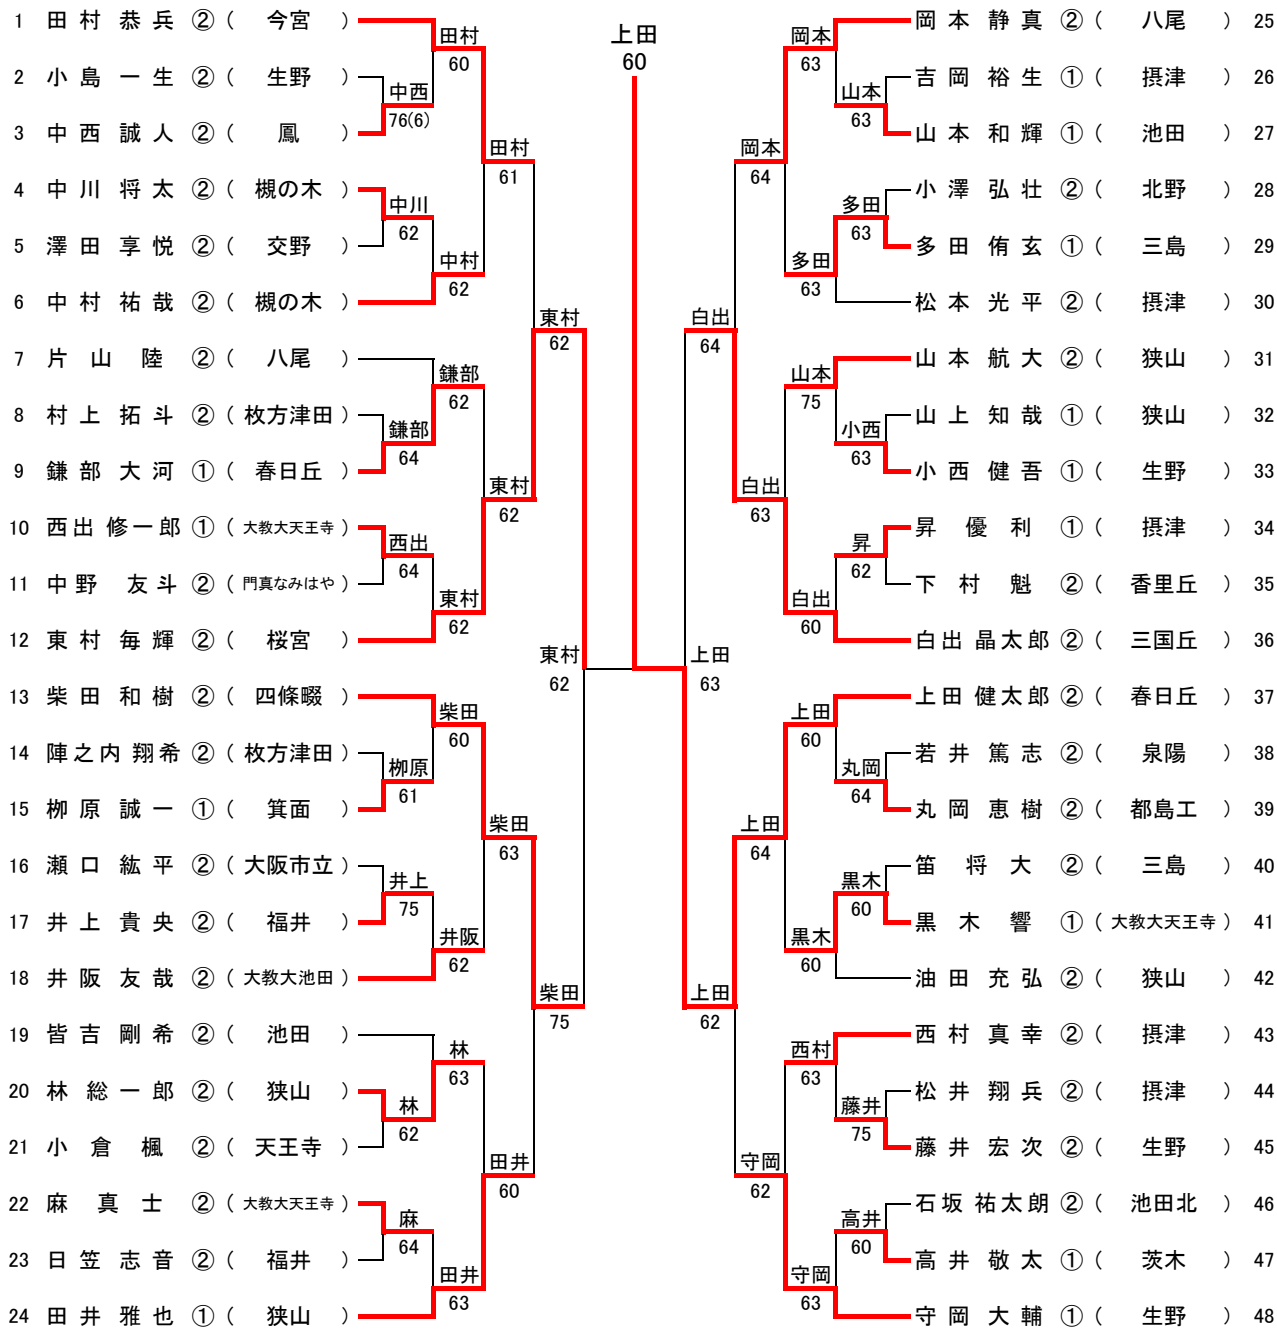 1 田村恭兵 ② ( 今宮 )
2 小島一生 ② ( 生野 )
3 中西誠人 ② ( 鳳 )
4 中川将太 ② ( 槻の木 )
5 澤田享悦 ② ( 交野 )
6 中村祐哉 ② ( 槻の木 )
7 片山陸 ② ( 八尾 )
8 村上拓斗 ② ( 枚方津田 )
9 鎌部大河 ① ( 春日丘 )
10 西出修一郎 ① ( 大教大天王寺 )
11 中野友斗 ② ( 門真なみはや )
12 東村毎輝 ② ( 桜宮 )
13 柴田和樹 ② ( 四條畷 )
14 陣之内翔希 ② ( 枚方津田 )
15 栁原誠一 ① ( 箕面 )
16 瀬口紘平 ② ( 大阪市立 )
17 井上貴央 ② ( 福井 )
18 井阪友哉 ② ( 大教大池田 )
19 皆吉剛希 ② ( 池田 )
20 林総一郎 ② ( 狭山 )
21 小倉楓 ② ( 天王寺 )
22 麻真士 ② ( 大教大天王寺 )
23 日笠志音 ② ( 福井 )
24 田井雅也 ① ( 狭山 )
中西
76(6)
中川
62
鎌部
64
西出
64
栁原
61
井上
75
林
62
麻
64
田村
60
中村
62
鎌部
62
東村
62
柴田
60
井阪
62
林
63
田井
63
田村
61
東村
62
柴田
63
田井
60
東村
62
柴田
75
東村
62
上田
60
上田
63
白出
64
上田
62
岡本
64
白出
63
上田
64
守岡
62
岡本
63
多田
63
山本
75
白出
60
上田
60
黒木
60
西村
63
守岡
63
山本
63
多田
63
小西
63
昇
62
丸岡
64
黒木
60
藤井
75
高井
60
岡本静真 ② ( 八尾 ) 25
吉岡裕生 ① ( 摂津 ) 26
山本和輝 ① ( 池田 ) 27
小澤弘壮 ② ( 北野 ) 28
多田侑玄 ① ( 三島 ) 29
松本光平 ② ( 摂津 ) 30
山本航大 ② ( 狭山 ) 31
山上知哉 ① ( 狭山 ) 32
小西健吾 ① ( 生野 ) 33
昇優利 ① ( 摂津 ) 34
下村魁 ② ( 香里丘 ) 35
白出晶太郎 ② ( 三国丘 ) 36
上田健太郎 ② ( 春日丘 ) 37
若井篤志 ② ( 泉陽 ) 38
丸岡恵樹 ② ( 都島工 ) 39
笛将大 ② ( 三島 ) 40
黒木響 ① ( 大教大天王寺 ) 41
油田充弘 ② ( 狭山 ) 42
西村真幸 ② ( 摂津 ) 43
松井翔兵 ② ( 摂津 ) 44
藤井宏次 ② ( 生野 ) 45
石坂祐太朗 ② ( 池田北 ) 46
高井敬太 ① ( 茨木 ) 47
守岡大輔 ① ( 生野 ) 48